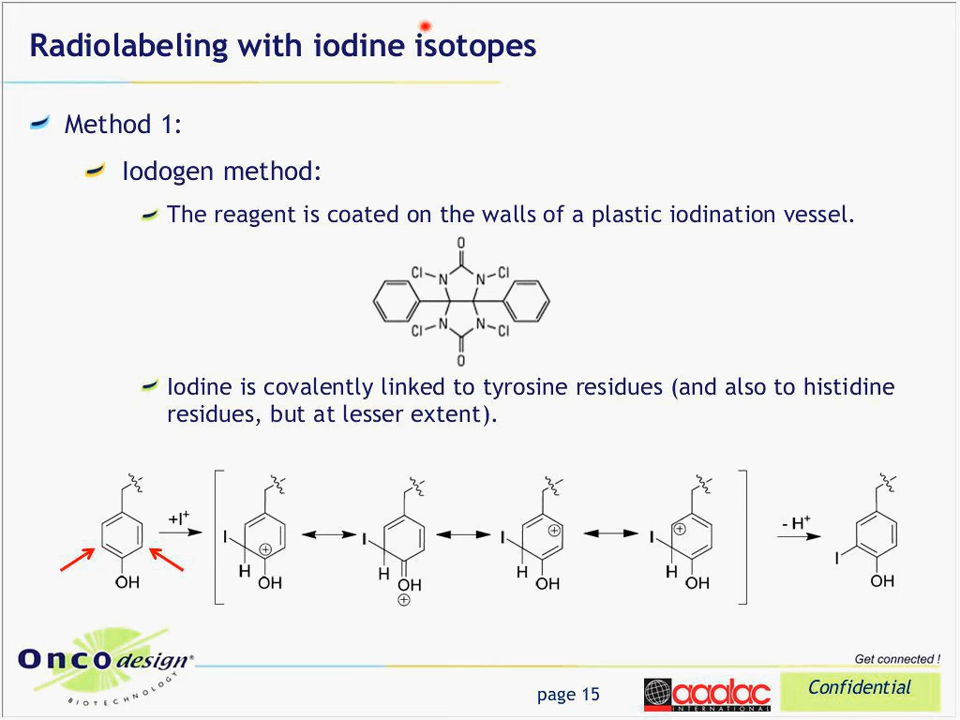 Radiolabeling with iodine isotopes
Method 1:
Iodogen method:
The reagent is coated on the walls of a plastic iodination vessel.
O
Cl N N Cl
Cl N N Cl
O
Iodine is covalently linked to tyrosine residues (and also to histidine
residues, but at lesser extent).
+I+
- H+
I I I I
H H H H I
OH OH OH OH OH OH
Get connected !
Oncodesign®
BIOTECHNOLOGY
page 15
aaalac
INTERNATIONAL
Confidential